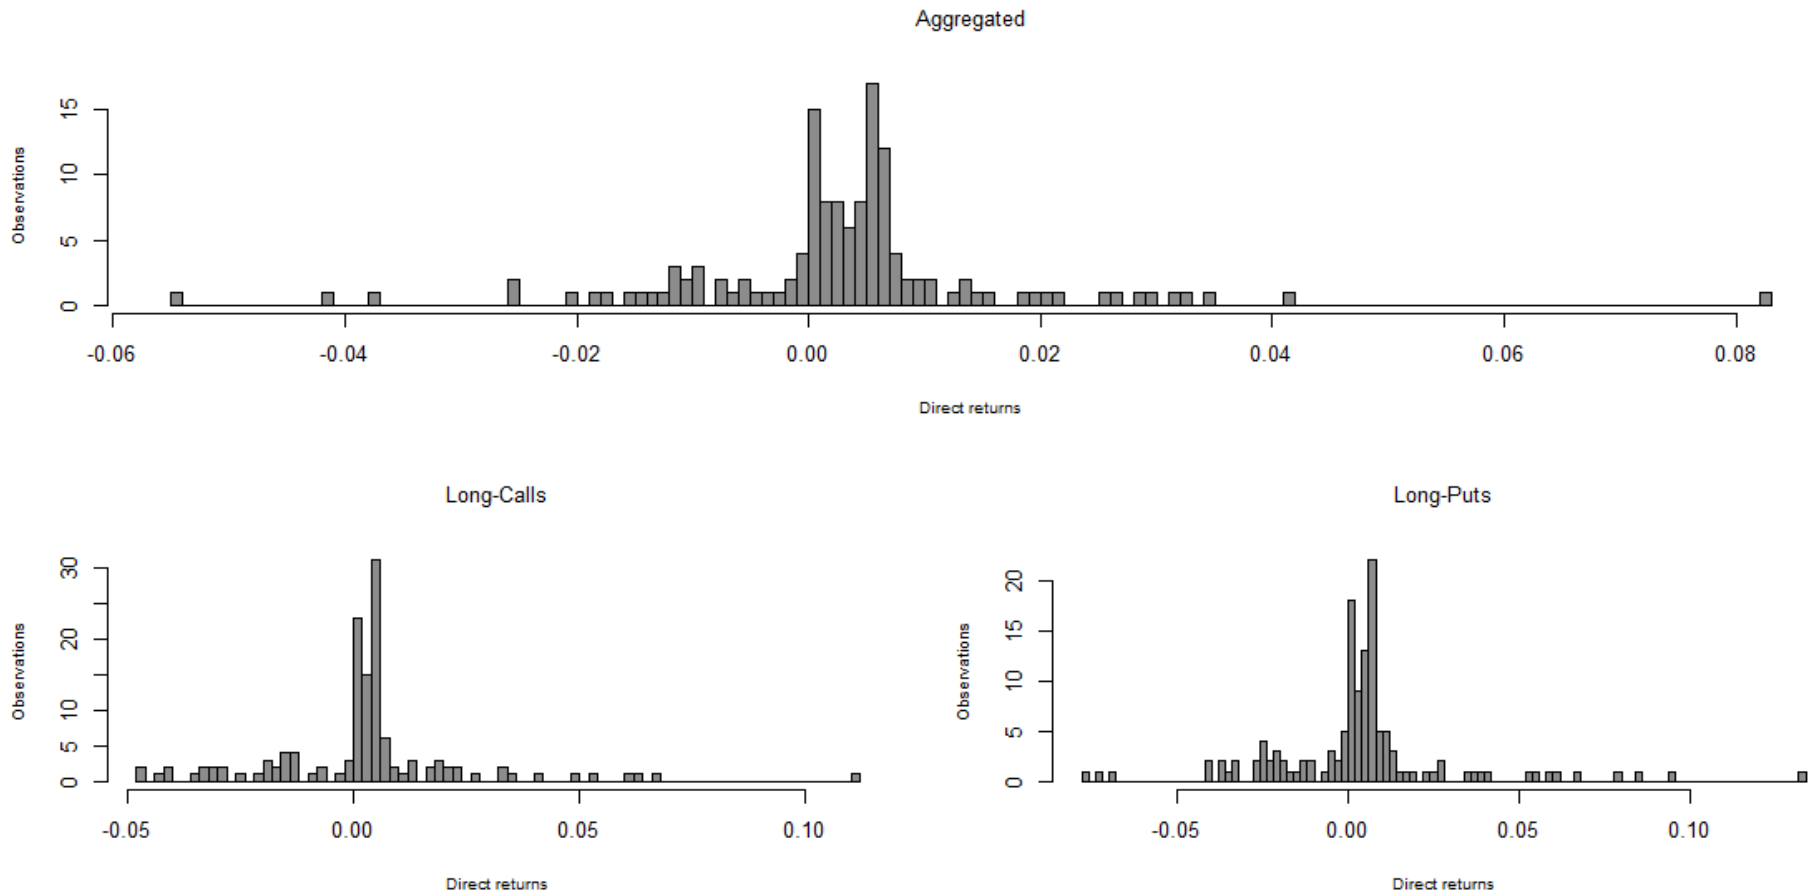 Aggregated
Observations
15
10
5
0
-0.06 -0.04 -0.02 0.00 0.02 0.04 0.06 0.08
Direct returns
Long-Calls
Observations
30
20
10
5
0
-0.05 0.00 0.05 0.10
Direct returns
Long-Puts
Observations
20
15
10
5
0
-0.05 0.00 0.05 0.10
Direct returns